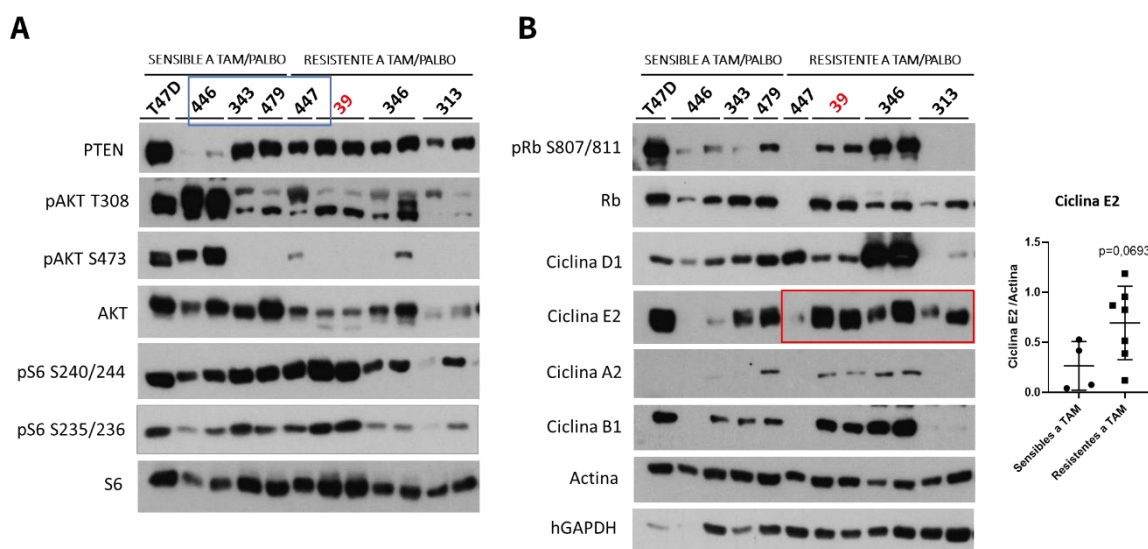 A
SENSIBLE A TAM/PALBO RESISTENTE A TAM/PALBO
T47D 446 343 479 447 39 346 313
PTEN
pAKT T308
pAKT S473
AKT
pS6 S240/244
pS6 S235/236
S6
B
SENSIBLE A TAM/PALBO RESISTENTE A TAM/PALBO
T47D 446 343 479 447 39 346 313
pRb S807/811
Rb
Ciclina D1
Ciclina E2
Ciclina A2
Ciclina B1
Actina
hGAPDH
Ciclina E2
p=0,0693
Ciclina E2/Actina
1.5
1.0
0.5
0.0
Sensibles a TAM
Resistentes a TAM